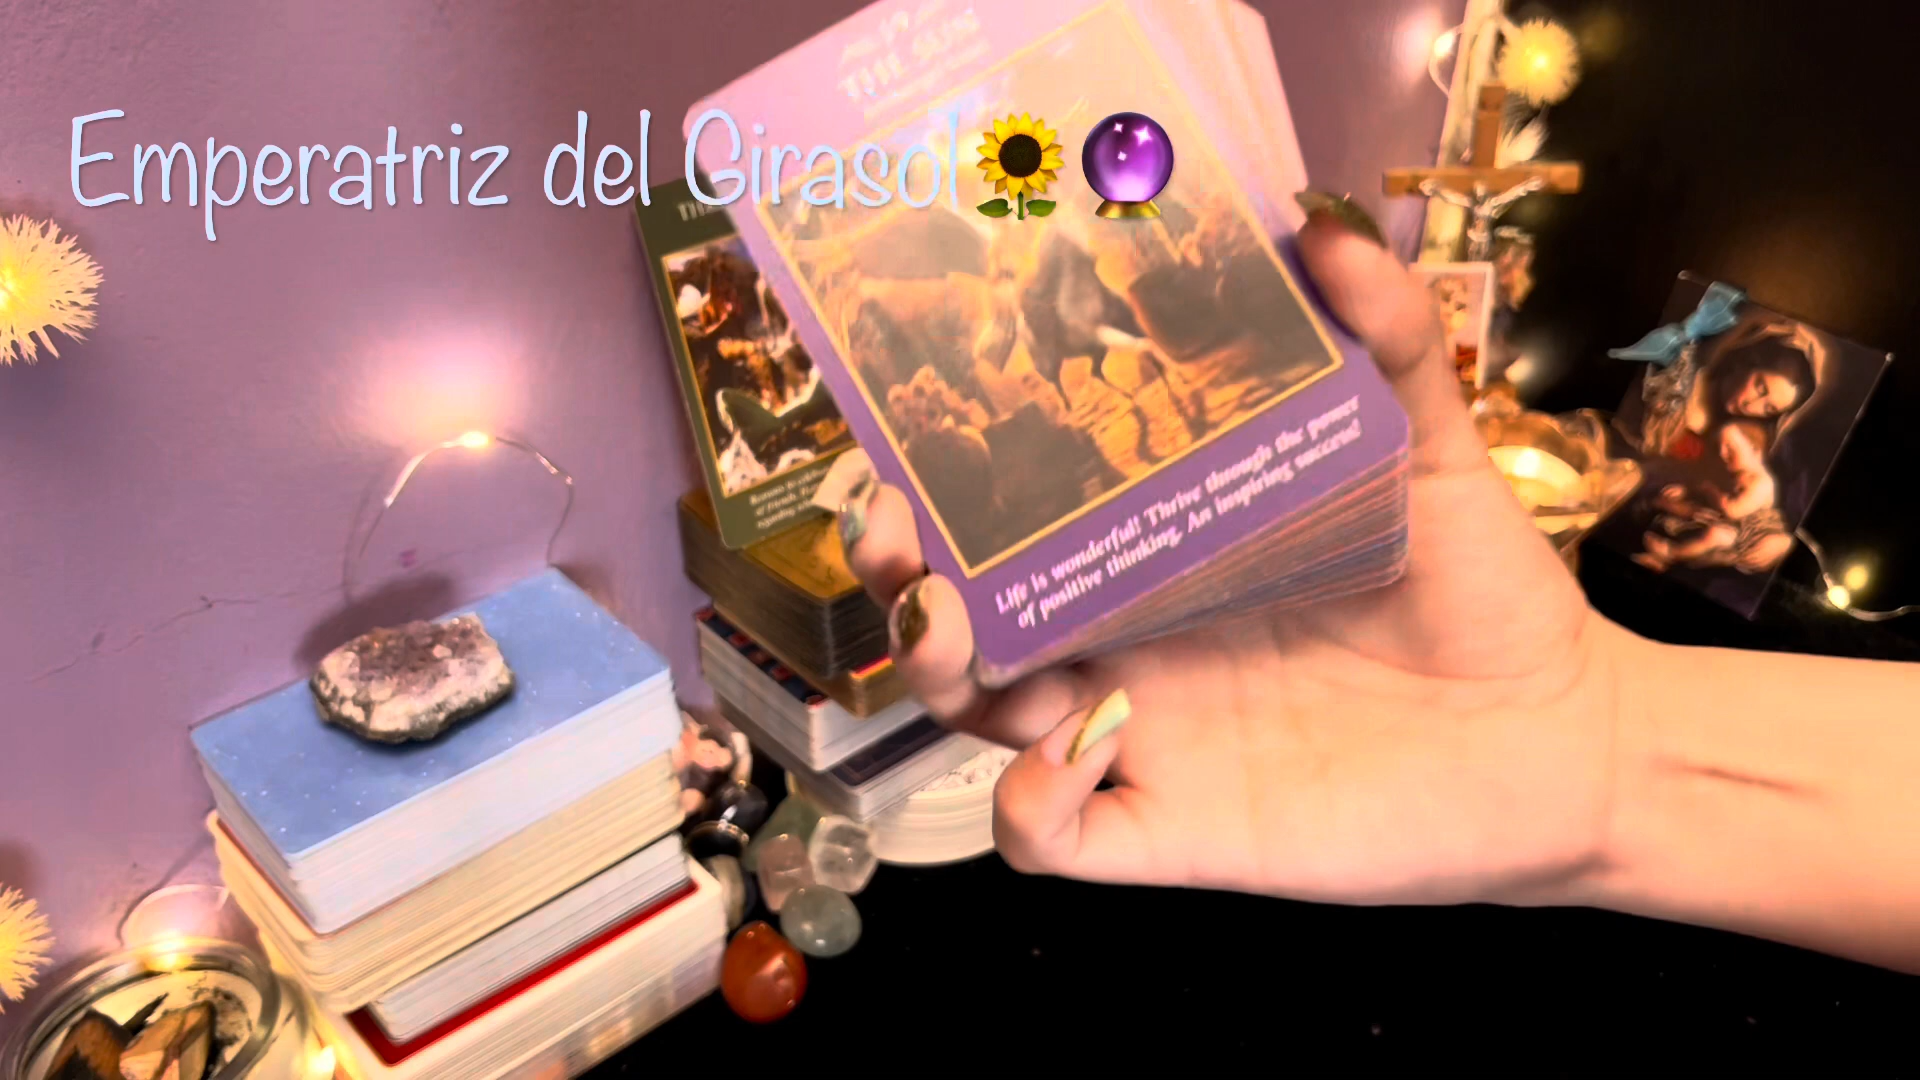 Emperatriz del Girasol🌻🔮
THE SUN
Life is wonderful! Thrive through the power
of positive thinking. An inspiring success!